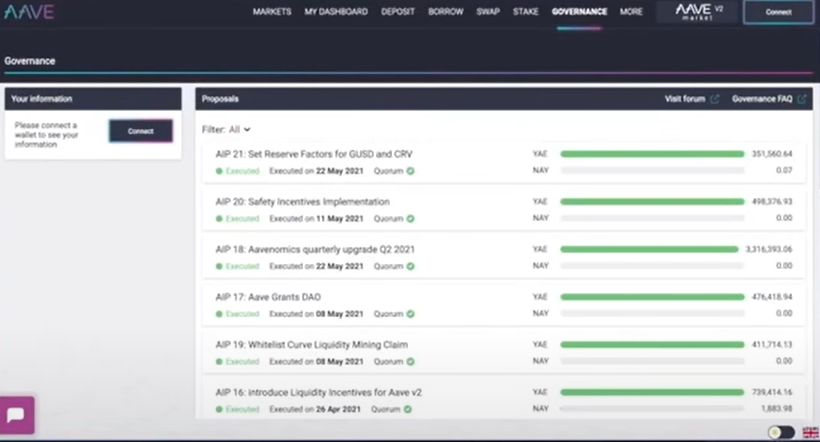 AAVE
MARKETS MY DASHBOARD DEPOSIT BORROW SWAP STAKE GOVERNANCE MORE AAVE V2 market Connect
Governance
Your information
Please connect a wallet to see your information
Connect
Proposals Visit forum Governance FAQ
Filter: All
AIP 21: Set Reserve Factors for GUSD and CRV YAE 351,560.64
Executed Executed on 22 May 2021 Quorum NAY 0.07
AIP 20: Safety Incentives Implementation YAE 498,376.93
Executed Executed on 11 May 2021 Quorum NAY 0.00
AIP 18: Aavenomics quarterly upgrade Q2 2021 YAE 3,316,393.06
Executed Executed on 22 May 2021 Quorum NAY 0.00
AIP 17: Aave Grants DAO YAE 476,418.94
Executed Executed on 08 May 2021 Quorum NAY 0.00
AIP 19: Whitelist Curve Liquidity Mining Claim YAE 411,714.13
Executed Executed on 08 May 2021 Quorum NAY 0.00
AIP 16: introduce Liquidity Incentives for Aave v2 YAE 739,414.16
Executed Executed on 26 Apr 2021 Quorum NAY 1,883.98